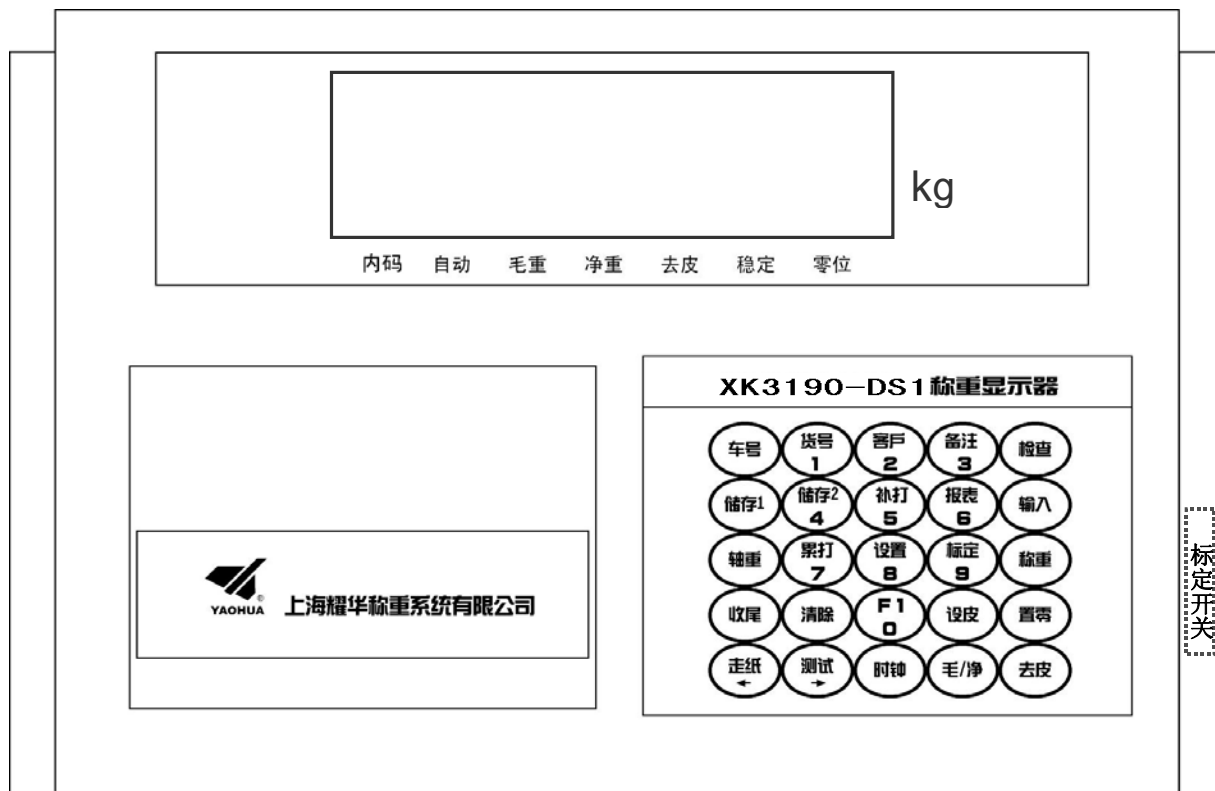 kg
内码 自动 毛重 净重 去皮 稳定 零位
XK3190-DS1称重显示器
车号 货号 客戶 备注 检查
1 2 3
储存1 储存2 补打 报表 输入
4 5 6
轴重 累打 设置 标定 称重
7 8 9
收尾 清除 F1 设皮 置零
0
走纸 测试 时钟 毛/净 去皮
← →
YAOHUA
©
上海耀华称重系统有限公司
标定开关